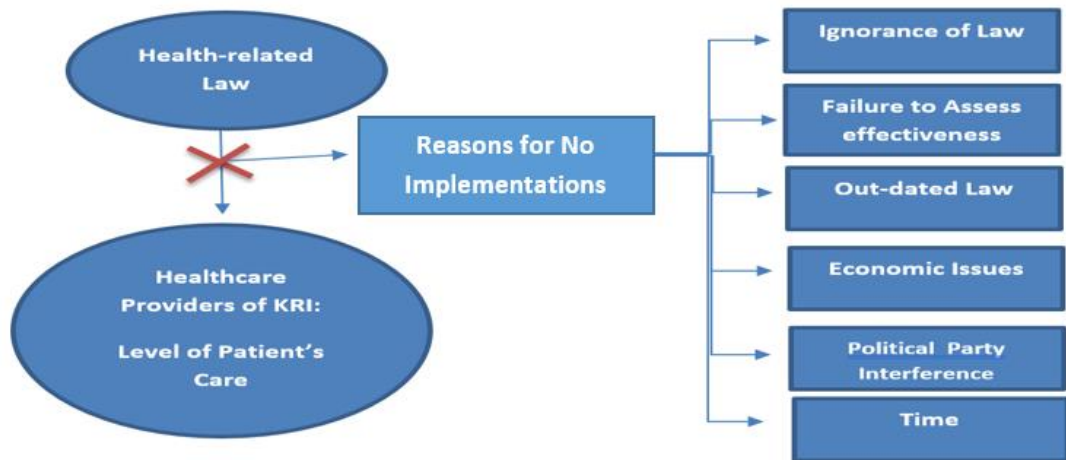 Health-related
Law
Healthcare
Providers of KRI:
Level of Patient's
Care
Reasons for No
Implementations
Ignorance of Law
Failure to Assess
effectiveness
Out-dated Law
Economic Issues
Political Party
Interference
Time